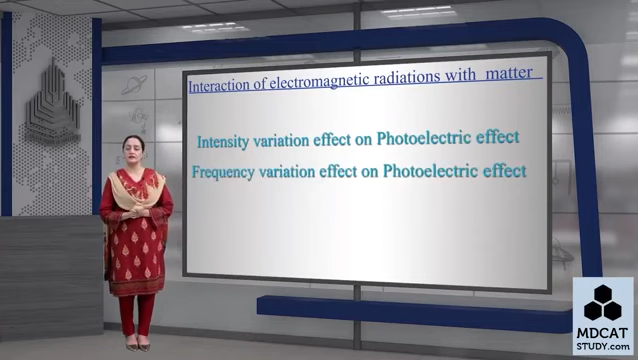 Interaction of electromagnetic radiations with matter
Intensity variation effect on Photoelectric effect
Frequency variation effect on Photoelectric effect
MDCAT
STUDY.com